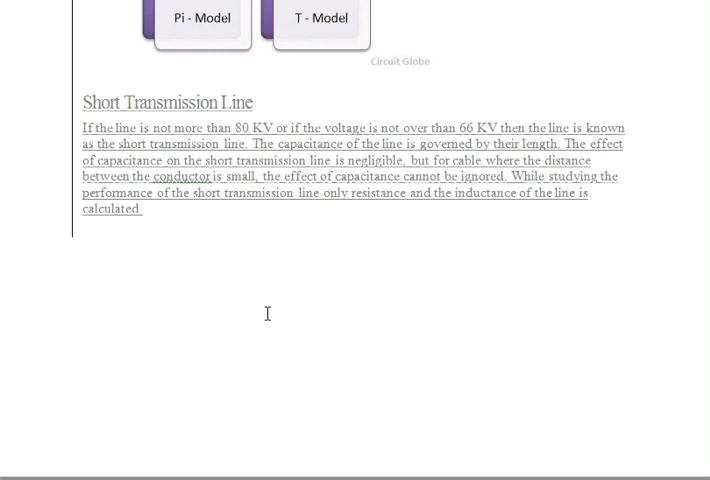 Pi - Model T - Model
Circuit Globe
Short Transmission Line
If the line is not more than 80 KV or if the voltage is not over than 66 KV then the line is known
as the short transmission line. The capacitance of the line is governed by their length. The effect
of capacitance on the short transmission line is negligible, but for cable where the distance
between the conductor is small, the effect of capacitance cannot be ignored. While studying the
performance of the short transmission line only resistance and the inductance of the line is
calculated